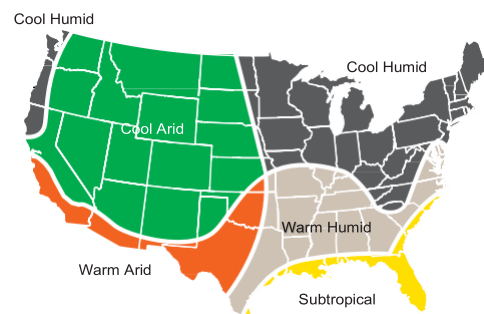 Cool Humid
Cool Humid
Cool Arid
Warm Humid
Warm Arid
Subtropical